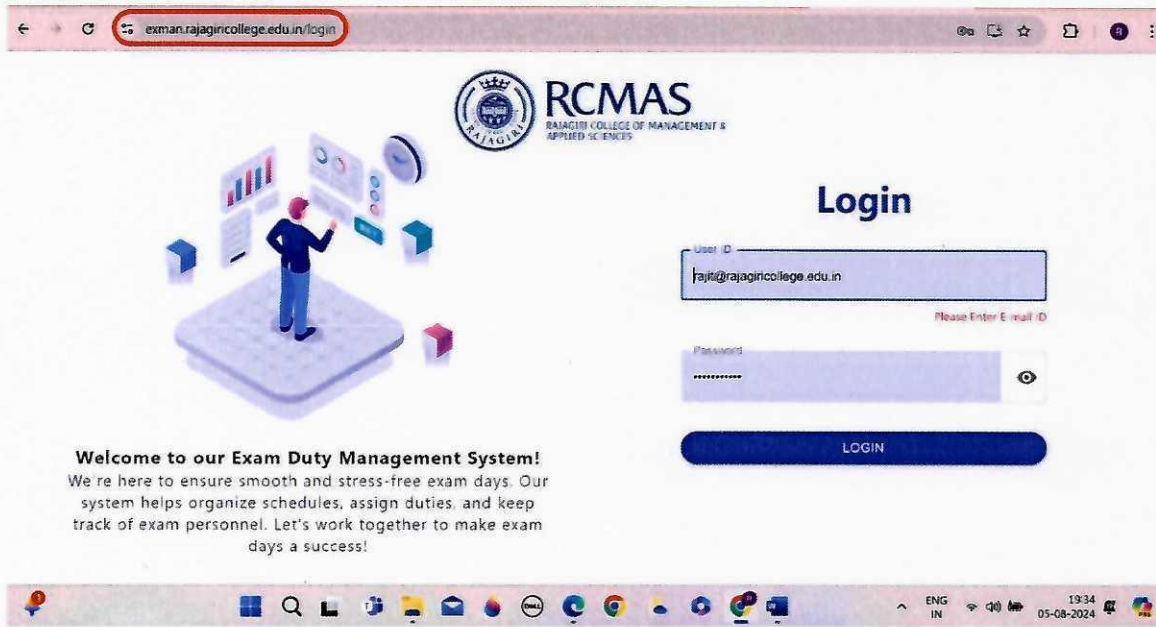 exman.rajagiricollege.edu.in/login
RAJAGIRI
RCMAS
RAJAGIRI COLLEGE OF MANAGEMENT &
APPLIED SCIENCES
Login
User ID
rajit@rajagiricollege.edu.in
Please Enter E-mail ID
Password
LOGIN
Welcome to our Exam Duty Management System!
We're here to ensure smooth and stress-free exam days. Our
system helps organize schedules, assign duties, and keep
track of exam personnel. Let's work together to make exam
days a success!
DELL
ENG
IN
19:34
05-08-2024